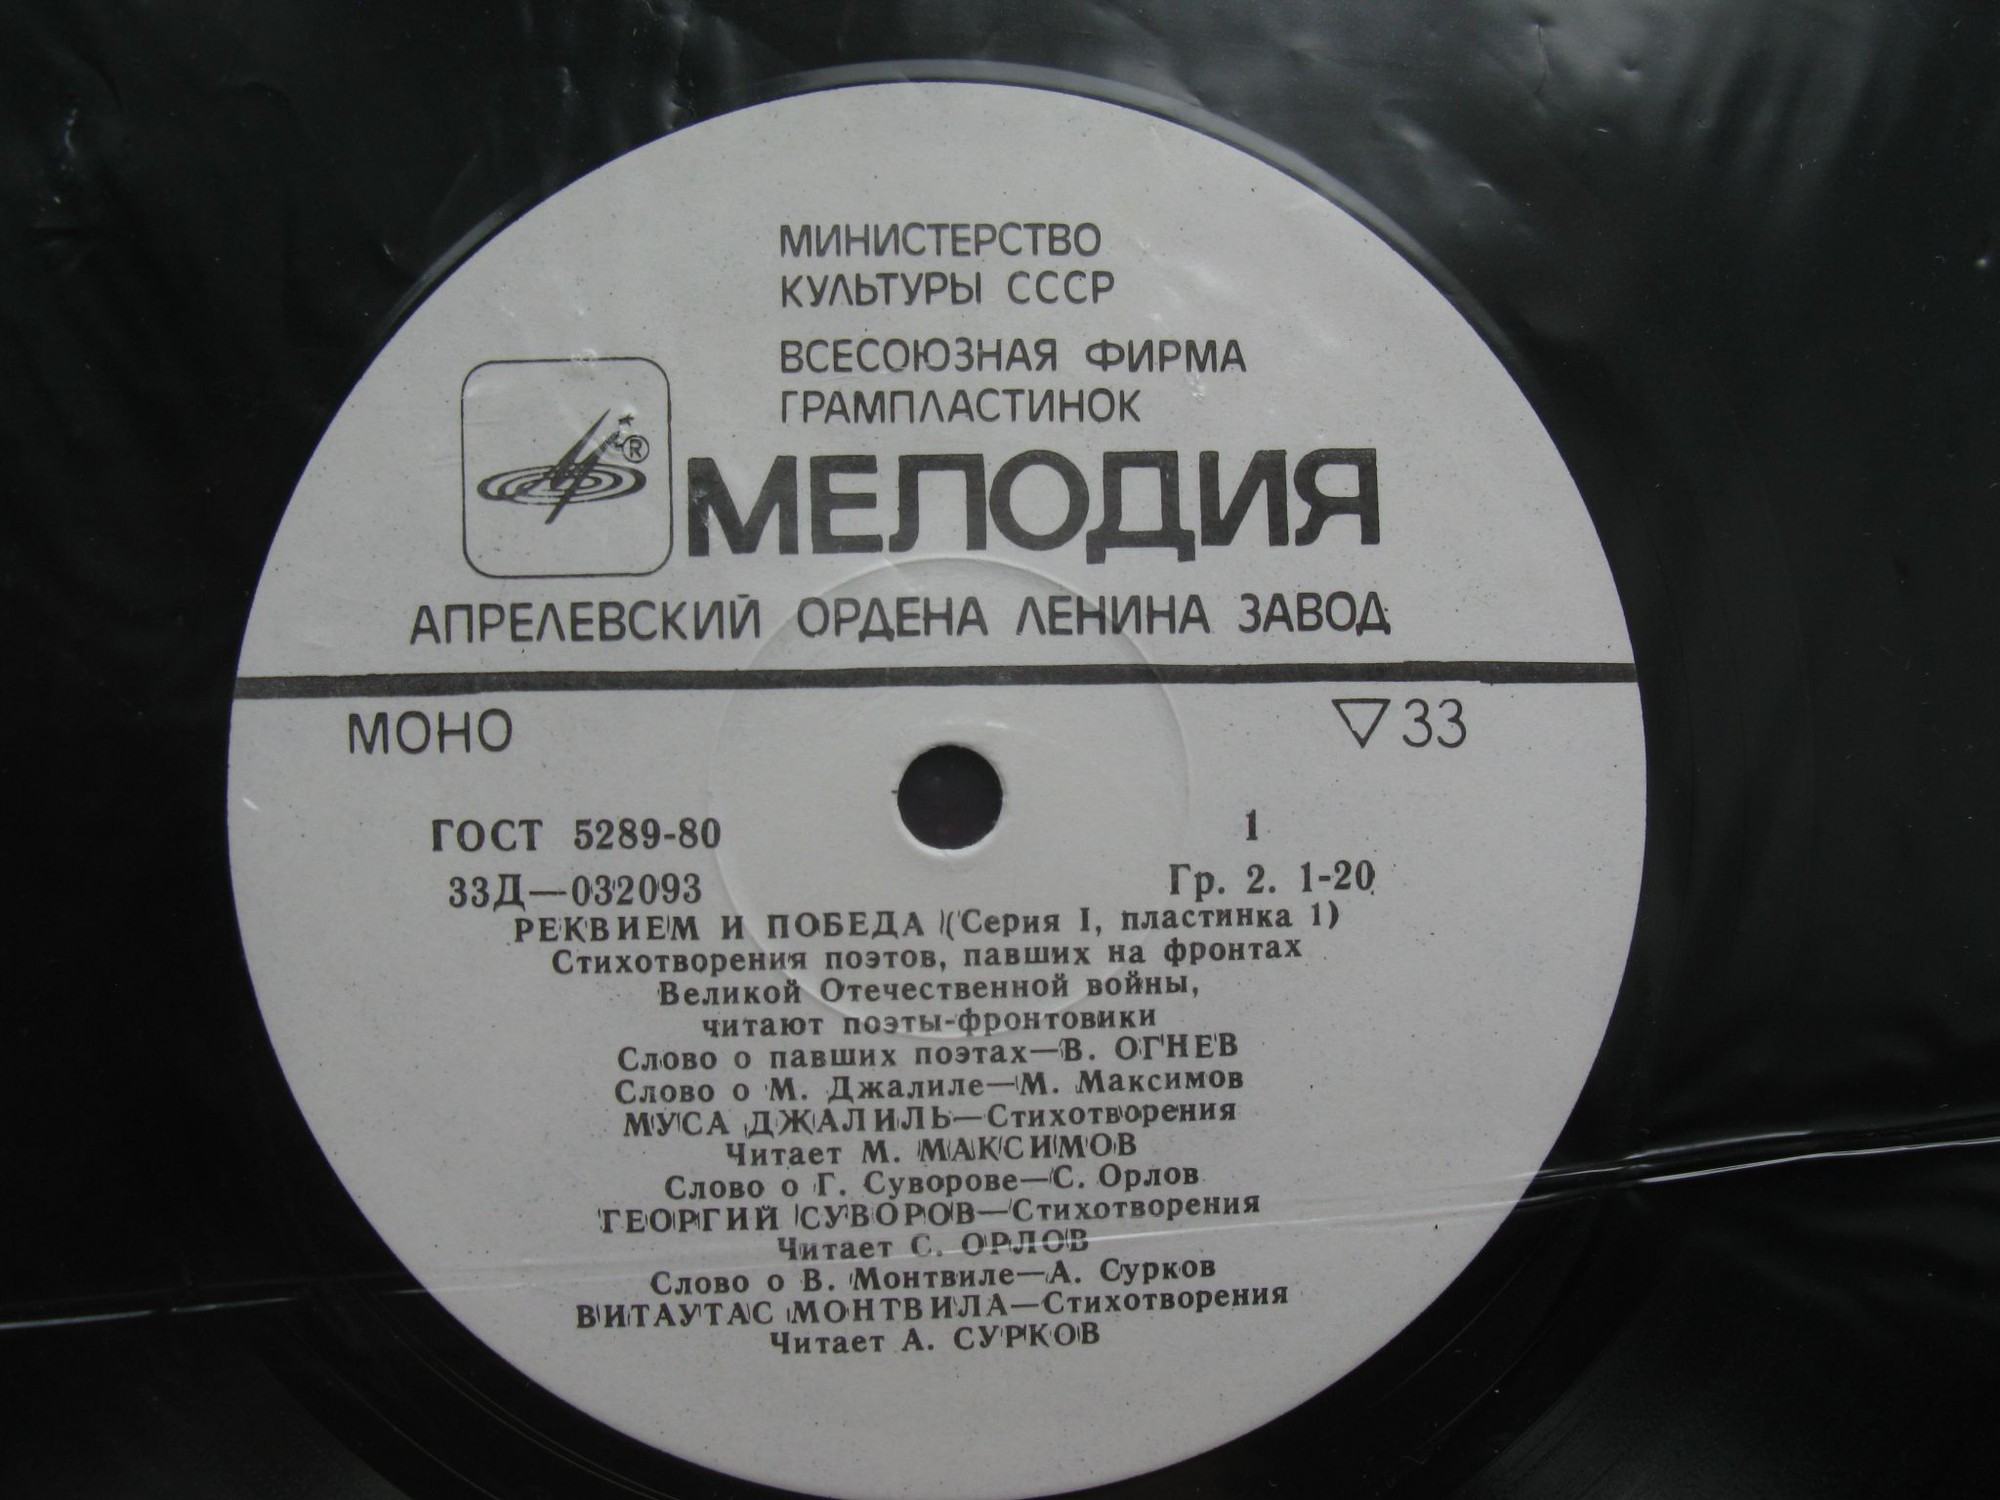 МИНИСТЕРСТВО
КУЛЬТУРЫ СССР
ВСЕСОЮЗНАЯ ФИРМА
ГРАМПЛАСТИНОК
®
МЕЛОДИЯ
АПРЕЛЕВСКИЙ ОРДЕНА ЛЕНИНА ЗАВОД
МОНО ▽33
ГОСТ 5289-80 1
33Д—032093 Гр. 2. 1-20
РЕКВИЕМ И ПОБЕДА (Серия I, пластинка 1)
Стихотворения поэтов, павших на фронтах
Великой Отечественной войны,
читают поэты-фронтовики
Слово о павших поэтах—В. ОГНЕВ
Слово о М. Джалиле—М. Максимов
МУСА ДЖАЛИЛЬ—Стихотворения
Читает М. МАКСИМОВ
Слово о Г. Суворове—С. Орлов
ГЕОРГИЙ СУВОРОВ—Стихотворения
Читает С. ОРЛОВ
Слово о В. Монтвиле—А. Сурков
ВИТАУТАС МОНТВИЛА—Стихотворения
Читает А. СУРКОВ